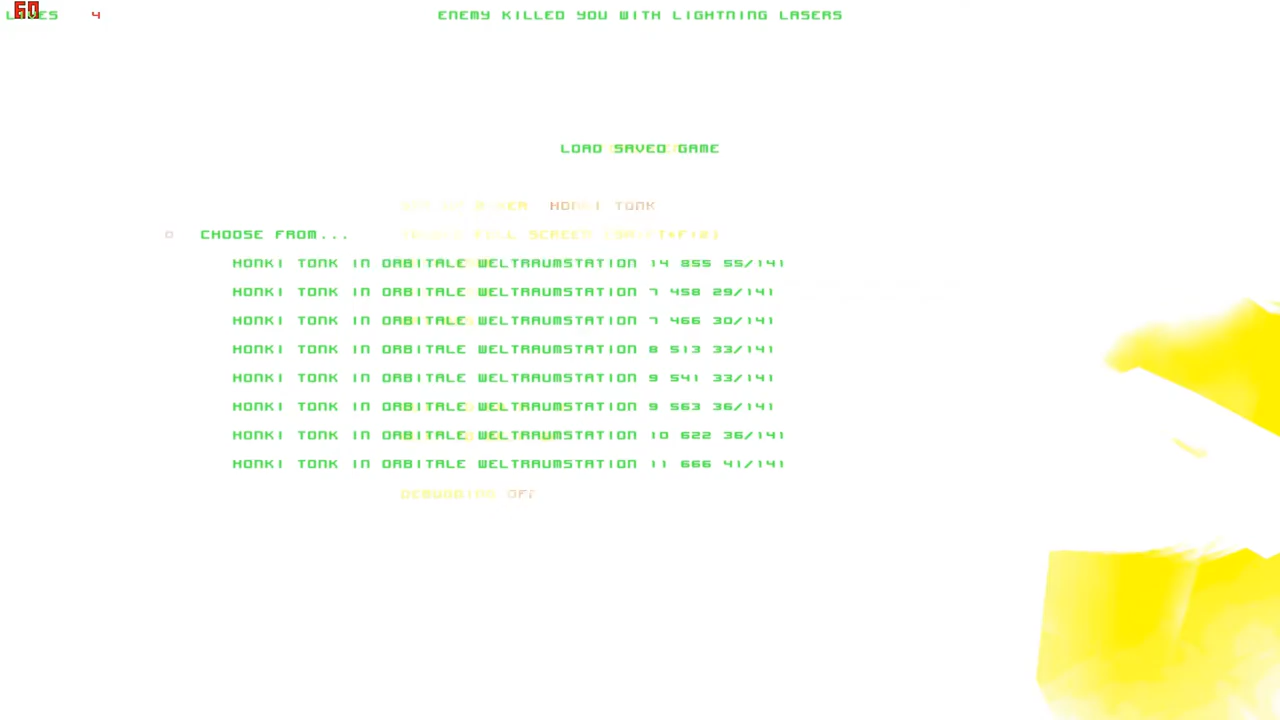 60
LIVES 4
ENEMY KILLED YOU WITH LIGHTNING LASERS
LOAD SAVED GAME
HONKI TONK
CHOOSE FROM...
HONKI TONK IN ORBITALE WELTRAUMSTATION 14 855 55/141
HONKI TONK IN ORBITALE WELTRAUMSTATION 7 458 29/141
HONKI TONK IN ORBITALE WELTRAUMSTATION 7 466 30/141
HONKI TONK IN ORBITALE WELTRAUMSTATION 8 513 33/141
HONKI TONK IN ORBITALE WELTRAUMSTATION 9 541 33/141
HONKI TONK IN ORBITALE WELTRAUMSTATION 9 563 36/141
HONKI TONK IN ORBITALE WELTRAUMSTATION 10 622 36/141
HONKI TONK IN ORBITALE WELTRAUMSTATION 11 666 41/141
OFF